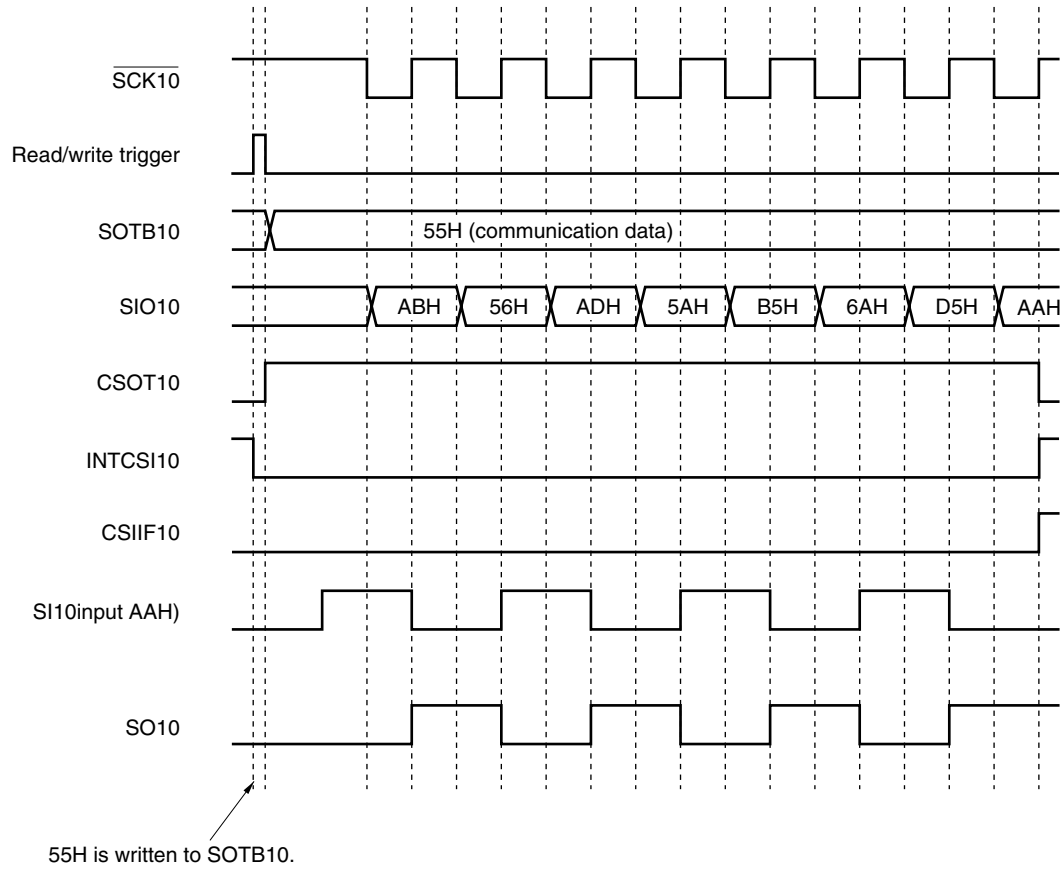 SCK10
Read/write trigger
SOTB10
55H (communication data)
SIO10
ABH 56H ADH 5AH B5H 6AH D5H AAH
CSOT10
INTCSI10
CSIIF10
SI10input AAH)
SO10
55H is written to SOTB10.